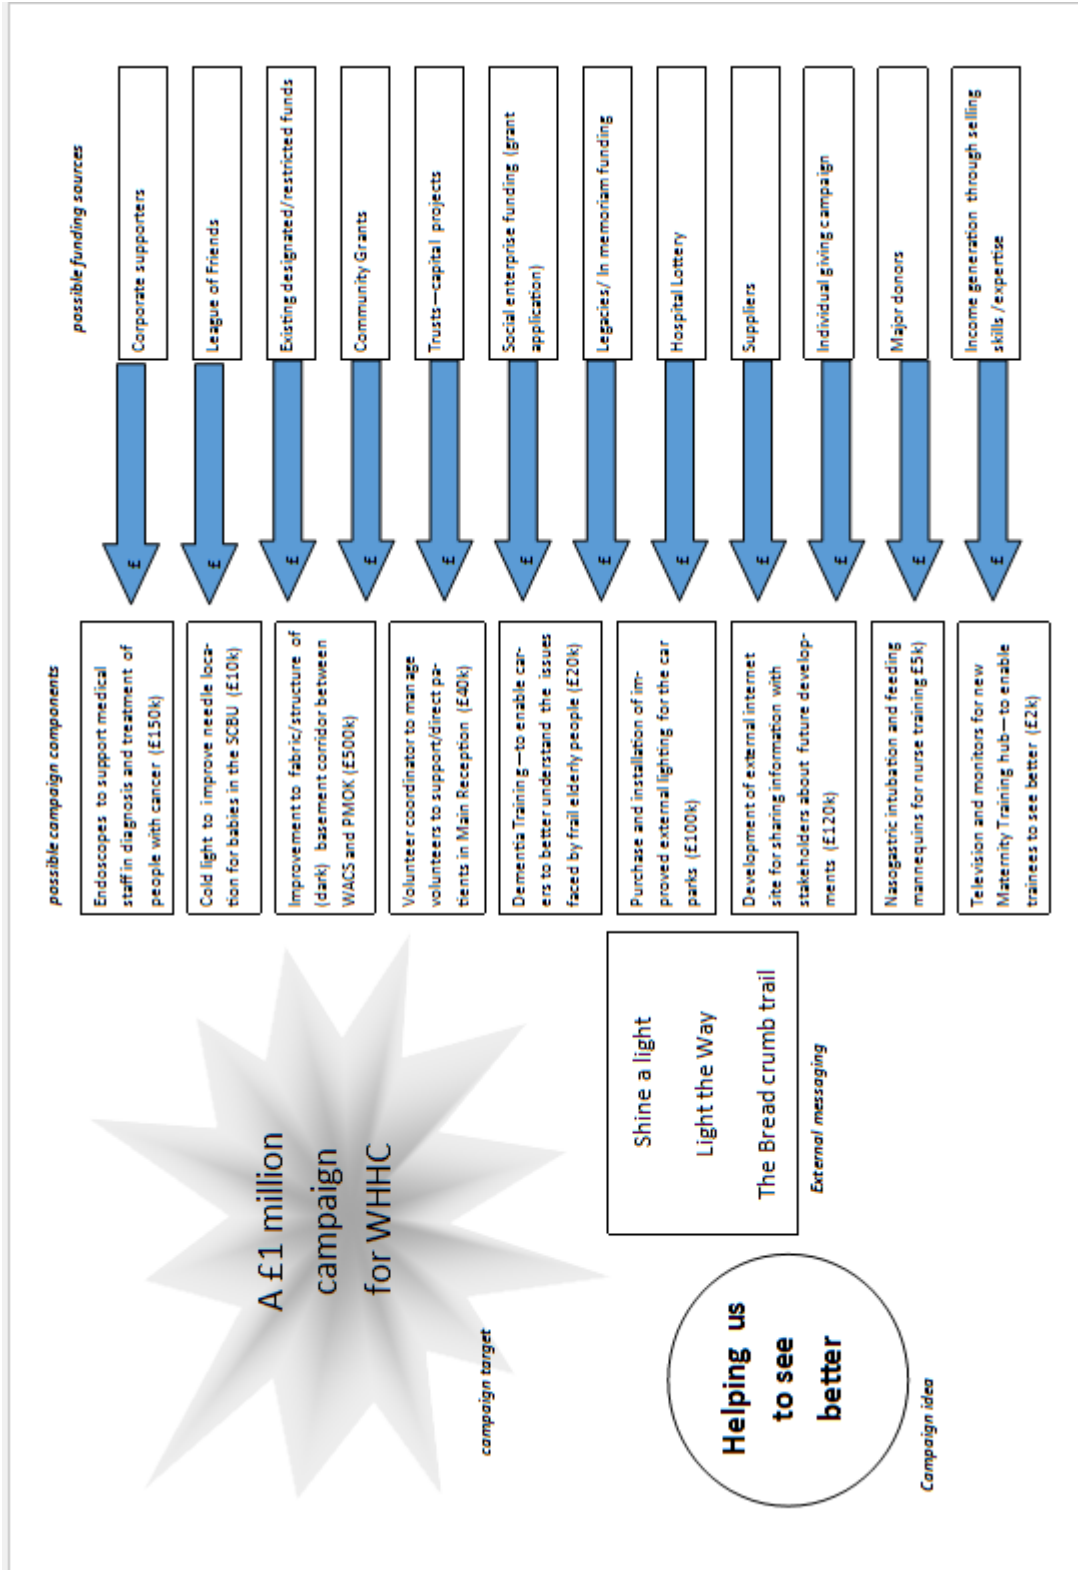 A £1 million
campaign
for WHHC
campaign target
Helping us
to see
better
Campaign idea
Shine a light
Light the Way
The Bread crumb trail
External messaging
possible campaign components
Endoscopes to support medical
staff in diagnosis and treatment of
people with cancer (£150k)
Cold light to improve needle loca-
tion for babies in the SCBU (£10k)
Improvement to fabric/structure of
(dark) basement corridor between
WACS and PMOK (£500k)
Volunteer coordinator to manage
volunteers to support/direct pa-
tients in Main Reception (£40k)
Dementia Training—to enable car-
ers to better understand the issues
faced by frail elderly people (£20k)
Purchase and installation of im-
proved external lighting for the car
parks (£100k)
Development of external internet
site for sharing information with
stakeholders about future develop-
ments (£120k)
Nasogastric intubation and feeding
mannequins for nurse training £5k)
Television and monitors for new
Maternity Training hub—to enable
trainees to see better (£2k)
£
£
£
£
£
£
£
£
£
£
£
£
possible funding sources
Corporate supporters
League of Friends
Existing designated/restricted funds
Community Grants
Trusts—capital projects
Social enterprise funding (grant
application)
Legacies/ In memoriam funding
Hospital Lottery
Suppliers
Individual giving campaign
Major donors
Income generation through selling
skills /expertise